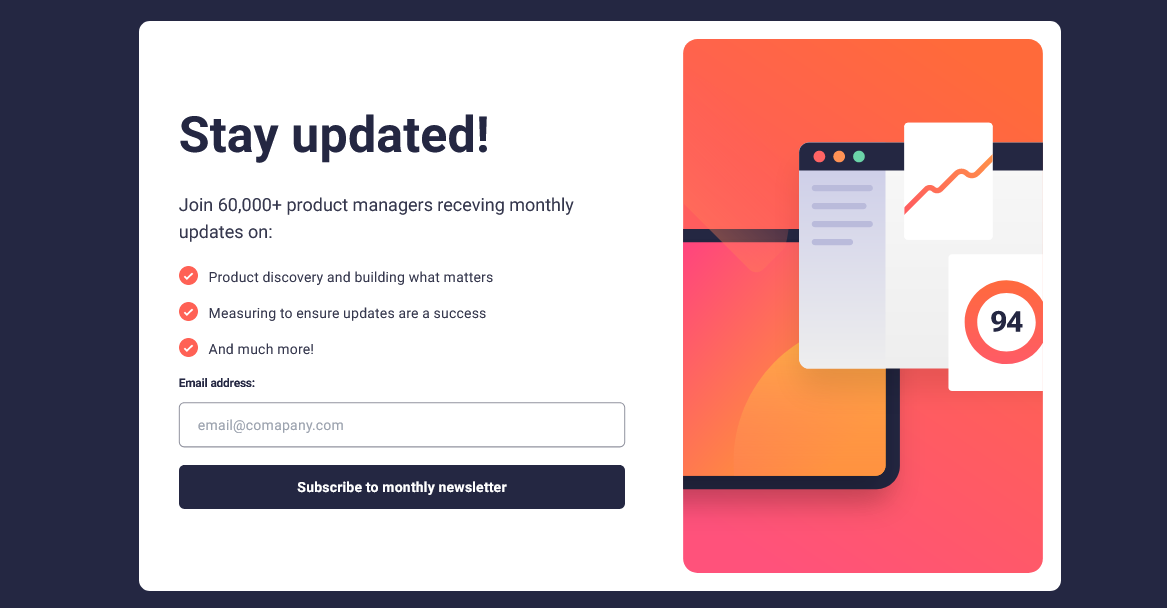 Stay updated!
Join 60,000+ product managers receving monthly
updates on:
Product discovery and building what matters
Measuring to ensure updates are a success
And much more!
Email address:
email@comapany.com
Subscribe to monthly newsletter
94